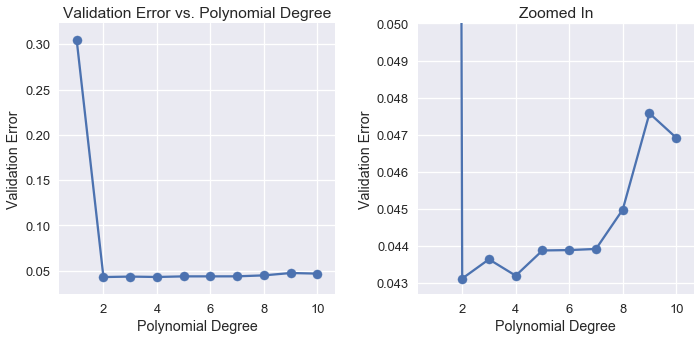 Validation Error vs. Polynomial Degree
0.30
0.25
0.20
0.15
0.10
0.05
Validation Error
2 4 6 8 10
Polynomial Degree
Zoomed In
0.050
0.049
0.048
0.047
0.046
0.045
0.044
0.043
Validation Error
2 4 6 8 10
Polynomial Degree